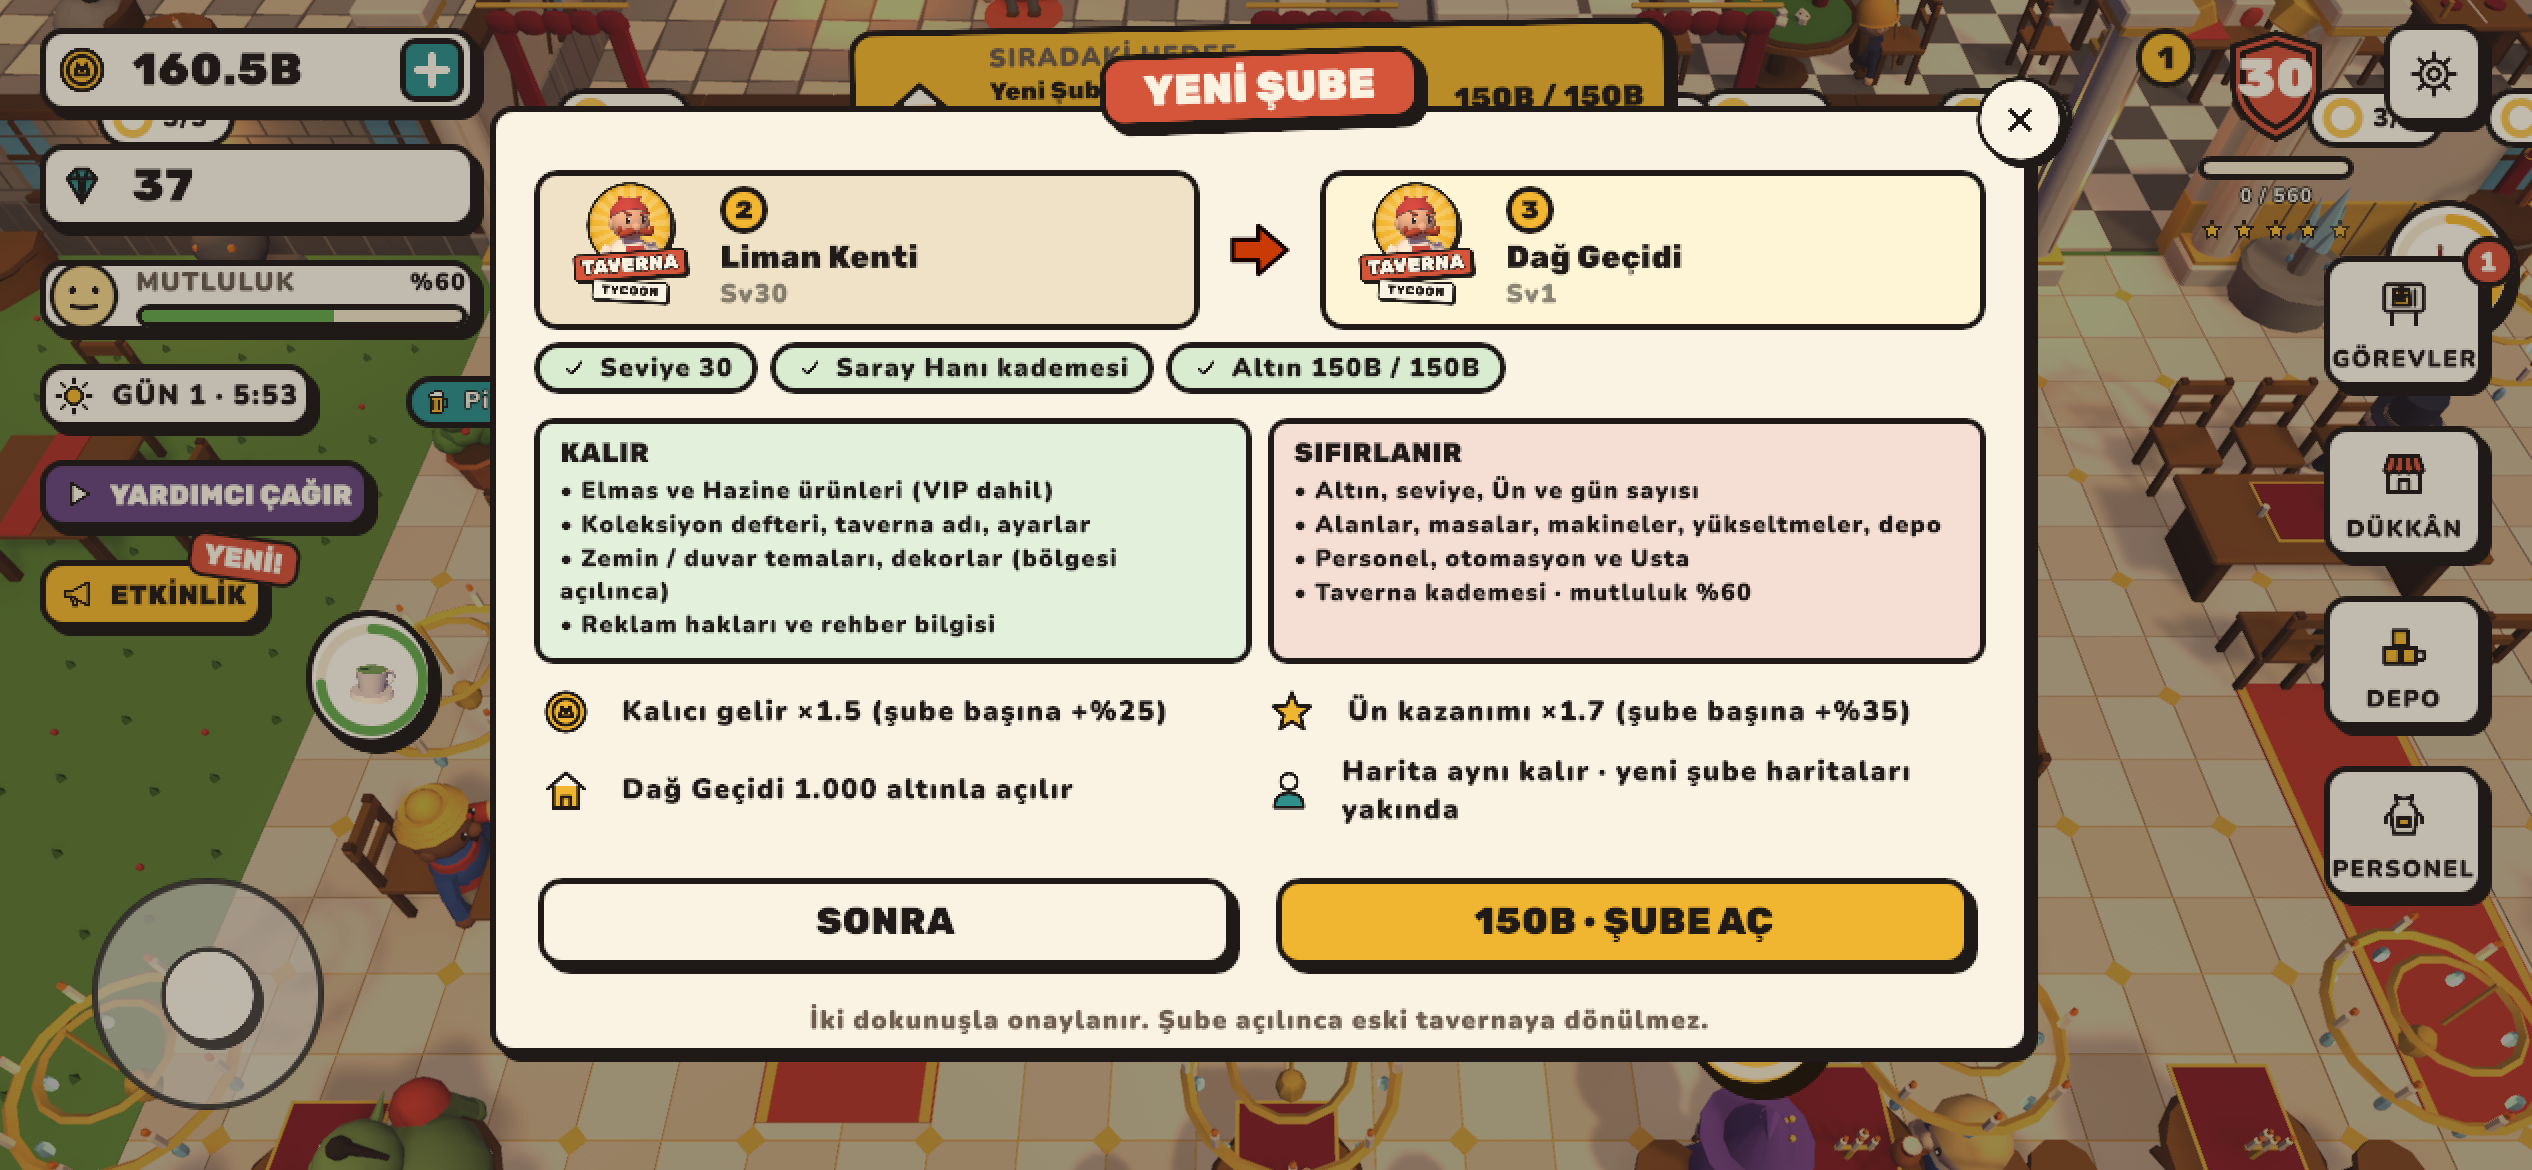 160.5B
SIRADAKİ HEDEF
Yeni Şub
150B / 150B
YENİ ŞUBE
1
30
37
0 / 560
MUTLULUK %60
GÜN 1 · 5:53
Pi
YARDIMCI ÇAĞIR
YENİ!
ETKİNLİK
2
Liman Kenti
Sv30
TAVERNA
TYCOON
3
Dağ Geçidi
Sv1
TAVERNA
TYCOON
✓ Seviye 30
✓ Saray Hanı kademesi
✓ Altın 150B / 150B
KALIR
• Elmas ve Hazine ürünleri (VIP dahil)
• Koleksiyon defteri, taverna adı, ayarlar
• Zemin / duvar temaları, dekorlar (bölgesi
açılınca)
• Reklam hakları ve rehber bilgisi
SIFIRLANIR
• Altın, seviye, Ün ve gün sayısı
• Alanlar, masalar, makineler, yükseltmeler, depo
• Personel, otomasyon ve Usta
• Taverna kademesi · mutluluk %60
Kalıcı gelir ×1.5 (şube başına +%25)
Ün kazanımı ×1.7 (şube başına +%35)
Dağ Geçidi 1.000 altınla açılır
Harita aynı kalır · yeni şube haritaları
yakında
SONRA
150B · ŞUBE AÇ
İki dokunuşla onaylanır. Şube açılınca eski tavernaya dönülmez.
1
GÖREVLER
DÜKKÂN
DEPO
PERSONEL